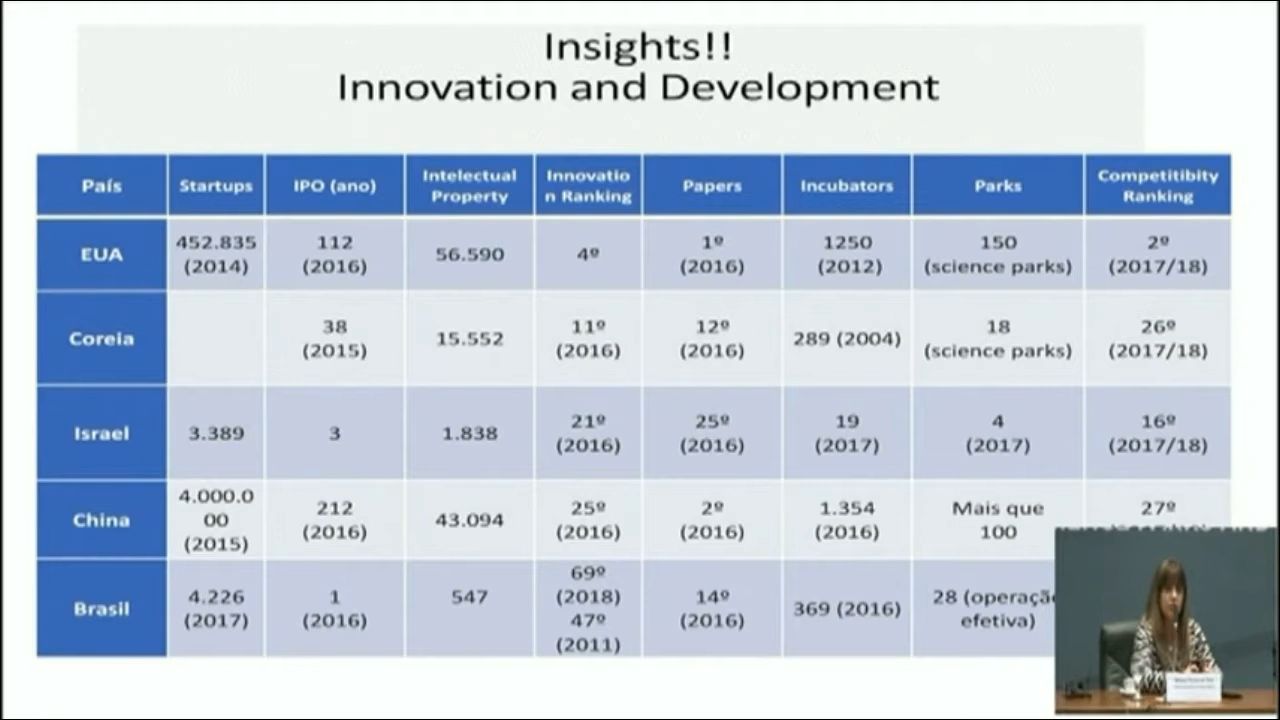 Insights!!
Innovation and Development
País
Startups
IPO (ano)
Intelectual
Property
Innovatio
n Ranking
Papers
Incubators
Parks
Competitibity
Ranking
EUA
452.835
(2014)
112
(2016)
56.590
4º
1º
(2016)
1250
(2012)
150
(science parks)
2º
(2017/18)
Coreia
38
(2015)
15.552
11º
(2016)
12º
(2016)
289 (2004)
18
(science parks)
26º
(2017/18)
Israel
3.389
3
1.838
21º
(2016)
25º
(2016)
19
(2017)
4
(2017)
16º
(2017/18)
China
4.000.0
00
(2015)
212
(2016)
43.094
25º
(2016)
2º
(2016)
1.354
(2016)
Mais que
100
27º
Brasil
4.226
(2017)
1
(2016)
547
69º
(2018)
47º
(2011)
14º
(2016)
369 (2016)
28 (operação
efetiva)